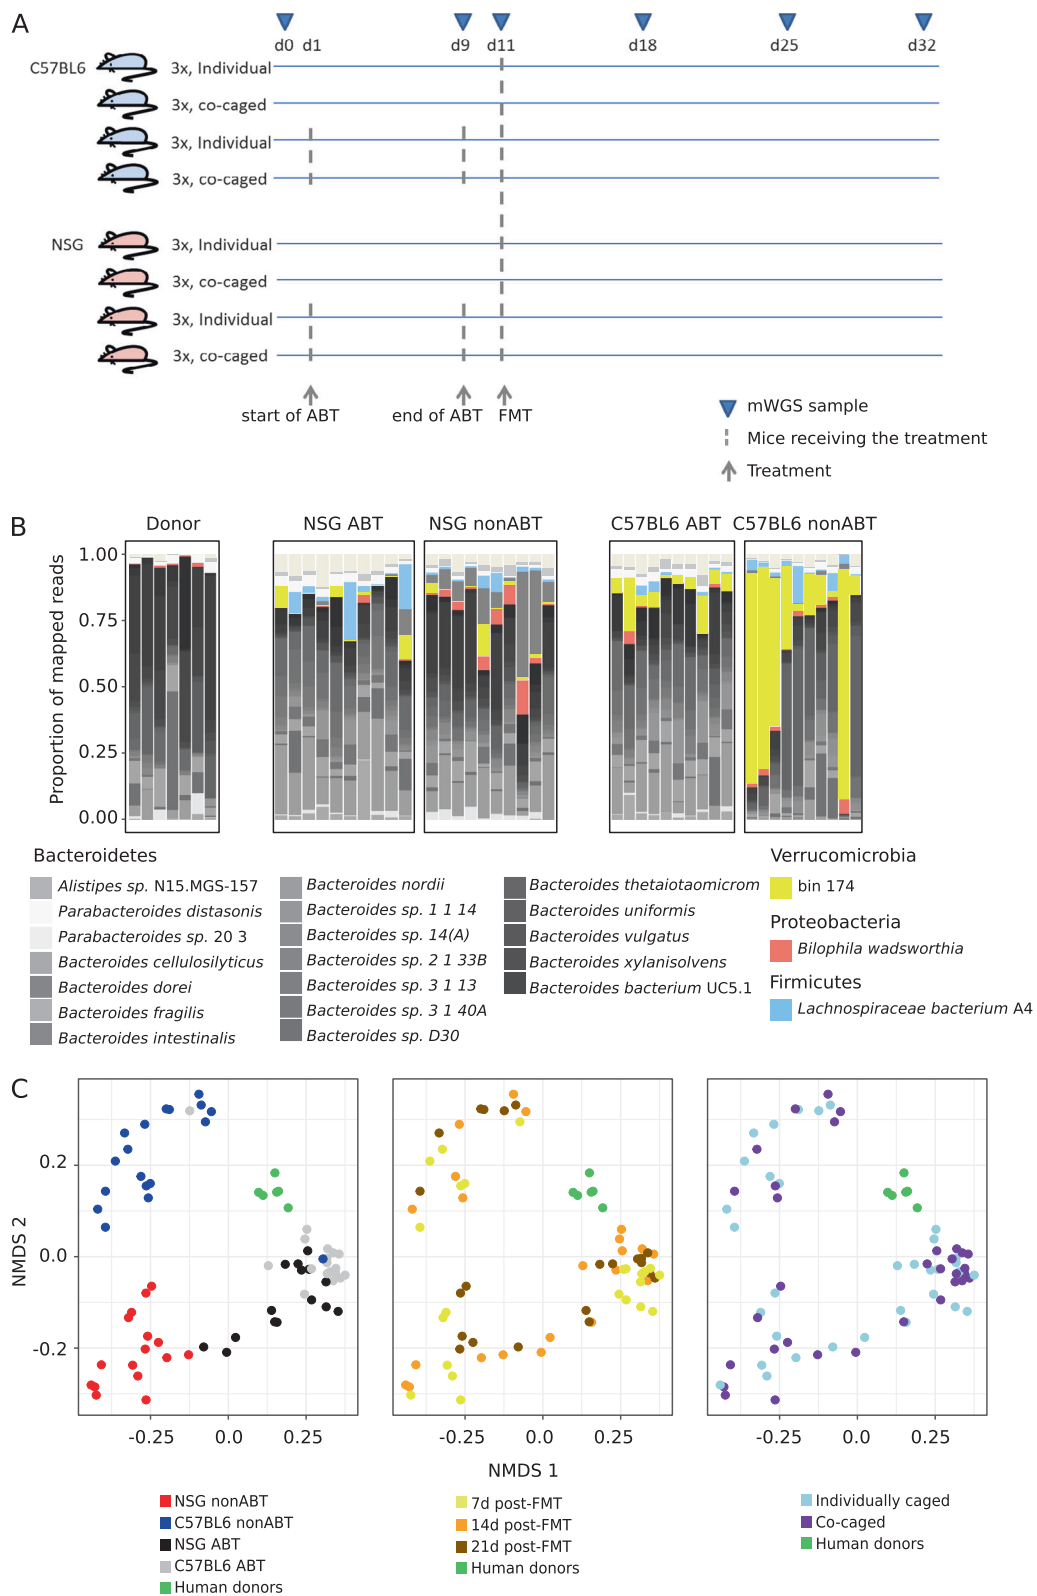 A
d0 d1 d9 d11 d18 d25 d32
C57BL6 3x, Individual
3x, co-caged
3x, Individual
3x, co-caged
NSG 3x, Individual
3x, co-caged
3x, Individual
3x, co-caged
start of ABT end of ABT FMT
mWGS sample
Mice receiving the treatment
Treatment
B
Donor NSG ABT NSG nonABT C57BL6 ABT C57BL6 nonABT
Proportion of mapped reads
1.00
0.75
0.50
0.25
0.00
Bacteroidetes
Alistipes sp. N15.MGS-157
Parabacteroides distasonis
Parabacteroides sp. 20 3
Bacteroides cellulosilyticus
Bacteroides dorei
Bacteroides fragilis
Bacteroides intestinalis
Bacteroides nordii
Bacteroides sp. 1 1 14
Bacteroides sp. 14(A)
Bacteroides sp. 2 1 33B
Bacteroides sp. 3 1 13
Bacteroides sp. 3 1 40A
Bacteroides sp. D30
Bacteroides thetaiotaomicrom
Bacteroides uniformis
Bacteroides vulgatus
Bacteroides xylanisolvens
Bacteroides bacterium UC5.1
Verrucomicrobia
bin 174
Proteobacteria
Bilophila wadsworthia
Firmicutes
Lachnospiraceae bacterium A4
C
NMDS 2
0.2
0.0
-0.2
-0.25 0.0 0.25 -0.25 0.0 0.25 -0.25 0.0 0.25
NMDS 1
NSG nonABT
C57BL6 nonABT
NSG ABT
C57BL6 ABT
Human donors
7d post-FMT
14d post-FMT
21d post-FMT
Human donors
Individually caged
Co-caged
Human donors